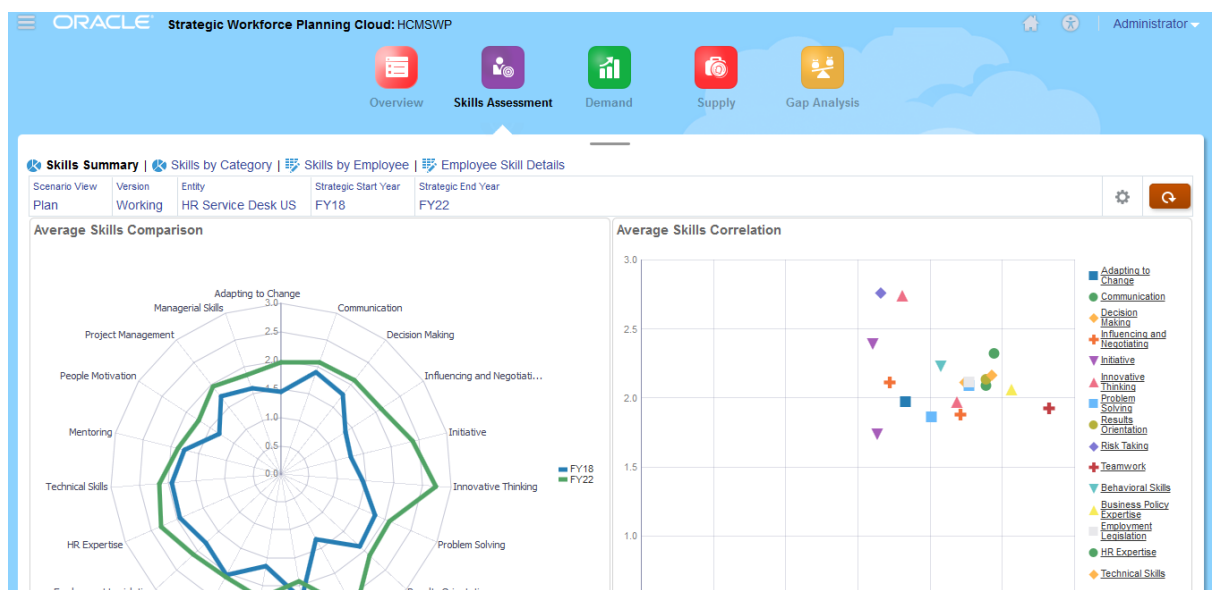 ORACLE Strategic Workforce Planning Cloud: HCMSWP
Administrator
Overview
Skills Assessment
Demand
Supply
Gap Analysis
Skills Summary | Skills by Category | Skills by Employee | Employee Skill Details
Scenario View
Plan
Version
Working
Entity
HR Service Desk US
Strategic Start Year
FY18
Strategic End Year
FY22
Average Skills Comparison
Adapting to Change
Communication
Decision Making
Influencing and Negotiati...
Initiative
Innovative Thinking
Problem Solving
HR Expertise
Technical Skills
Mentoring
People Motivation
Project Management
Managerial Skills
3.0
2.5
2.0
1.0
0.5
0.0
FY18
FY22
Average Skills Correlation
3.0
2.5
2.0
1.5
1.0
Adapting to
Change
Communication
Decision
Making
Influencing and
Negotiating
Initiative
Innovative
Thinking
Problem
Solving
Results
Orientation
Risk Taking
Teamwork
Behavioral Skills
Business Policy
Expertise
Employment
Legislation
HR Expertise
Technical Skills